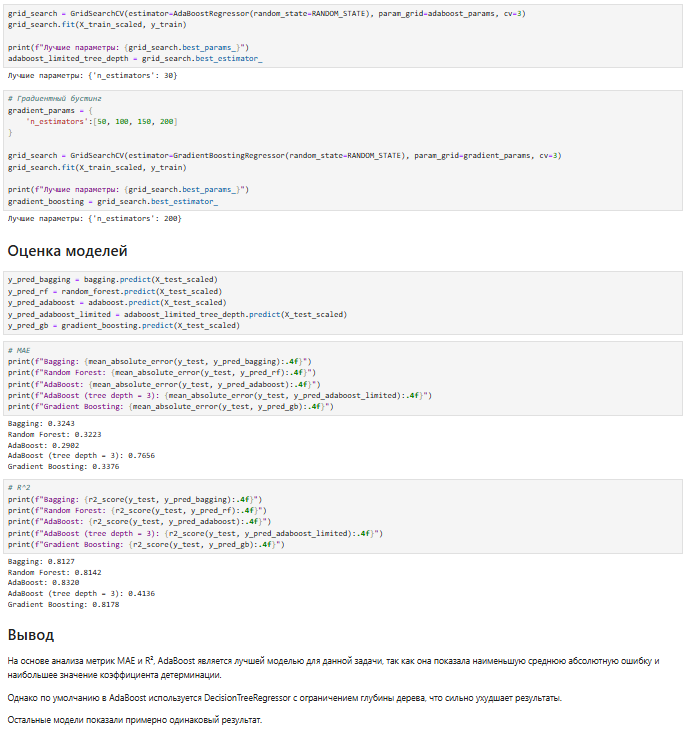 grid_search = GridSearchCV(estimator=AdaBoostRegressor(random_state=RANDOM_STATE), param_grid=adaboost_params, cv=3)
grid_search.fit(X_train_scaled, y_train)
print(f"Лучшие параметры: {grid_search.best_params_}")
adaboost_limited_tree_depth = grid_search.best_estimator_
Лучшие параметры: {'n_estimators': 30}
# Градиентный бустинг
gradient_params = {
    'n_estimators':[50, 100, 150, 200]
}
grid_search = GridSearchCV(estimator=GradientBoostingRegressor(random_state=RANDOM_STATE), param_grid=gradient_params, cv=3)
grid_search.fit(X_train_scaled, y_train)
print(f"Лучшие параметры: {grid_search.best_params_}")
gradient_boosting = grid_search.best_estimator_
Лучшие параметры: {'n_estimators': 200}
Оценка моделей
y_pred_bagging = bagging.predict(X_test_scaled)
y_pred_rf = random_forest.predict(X_test_scaled)
y_pred_adaboost = adaboost.predict(X_test_scaled)
y_pred_adaboost_limited = adaboost_limited_tree_depth.predict(X_test_scaled)
y_pred_gb = gradient_boosting.predict(X_test_scaled)
# MAE
print(f"Bagging: {mean_absolute_error(y_test, y_pred_bagging):.4f}")
print(f"Random Forest: {mean_absolute_error(y_test, y_pred_rf):.4f}")
print(f"AdaBoost: {mean_absolute_error(y_test, y_pred_adaboost):.4f}")
print(f"AdaBoost (tree depth = 3): {mean_absolute_error(y_test, y_pred_adaboost_limited):.4f}")
print(f"Gradient Boosting: {mean_absolute_error(y_test, y_pred_gb):.4f}")
Bagging: 0.3243
Random Forest: 0.3223
AdaBoost: 0.2902
AdaBoost (tree depth = 3): 0.7656
Gradient Boosting: 0.3376
# R^2
print(f"Bagging: {r2_score(y_test, y_pred_bagging):.4f}")
print(f"Random Forest: {r2_score(y_test, y_pred_rf):.4f}")
print(f"AdaBoost: {r2_score(y_test, y_pred_adaboost):.4f}")
print(f"AdaBoost (tree depth = 3): {r2_score(y_test, y_pred_adaboost_limited):.4f}")
print(f"Gradient Boosting: {r2_score(y_test, y_pred_gb):.4f}")
Bagging: 0.8127
Random Forest: 0.8142
AdaBoost: 0.8320
AdaBoost (tree depth = 3): 0.4136
Gradient Boosting: 0.8178
Вывод
На основе анализа метрик MAE и R², AdaBoost является лучшей моделью для данной задачи, так как она показала наименьшую среднюю абсолютную ошибку и
наибольшее значение коэффициента детерминации.
Однако по умолчанию в AdaBoost используется DecisionTreeRegressor с ограничением глубины дерева, что сильно ухудшает результаты.
Остальные модели показали примерно одинаковый результат.